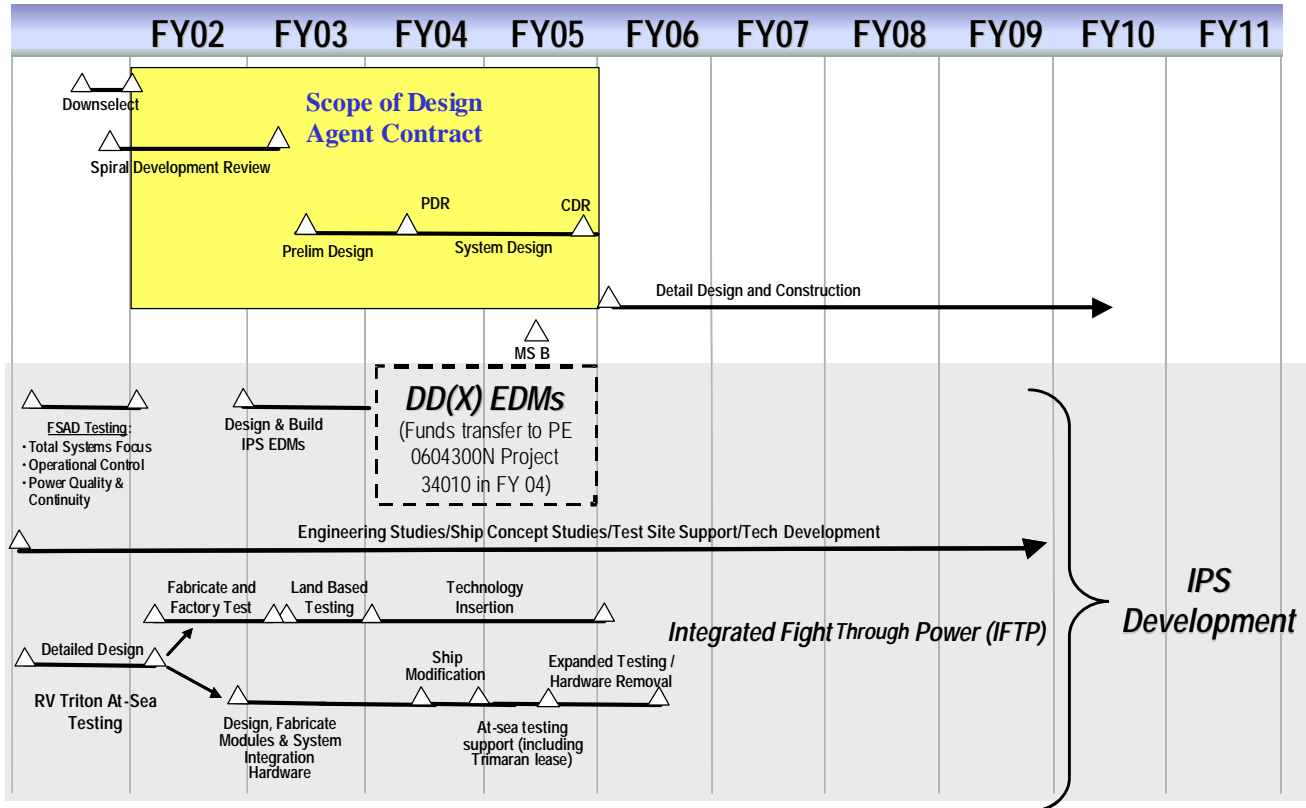 FY02 FY03 FY04 FY05 FY06 FY07 FY08 FY09 FY10 FY11
Downselect
Scope of Design
Agent Contract
Spiral Development Review
PDR
CDR
Prelim Design
System Design
Detail Design and Construction
MS B
FSAD Testing:
· Total Systems Focus
· Operational Control
· Power Quality &
Continuity
Design & Build
IPS EDMs
DD(X) EDMs
(Funds transfer to PE
0604300N Project
34010 in FY 04)
Engineering Studies/Ship Concept Studies/Test Site Support/Tech Development
Fabricate and
Factory Test
Land Based
Testing
Technology
Insertion
Integrated Fight Through Power (IFTP)
IPS
Development
Detailed Design
RV Triton At-Sea
Testing
Ship
Modification
Expanded Testing /
Hardware Removal
Design, Fabricate
Modules & System
Integration
Hardware
At-sea testing
support (including
Trimaran lease)